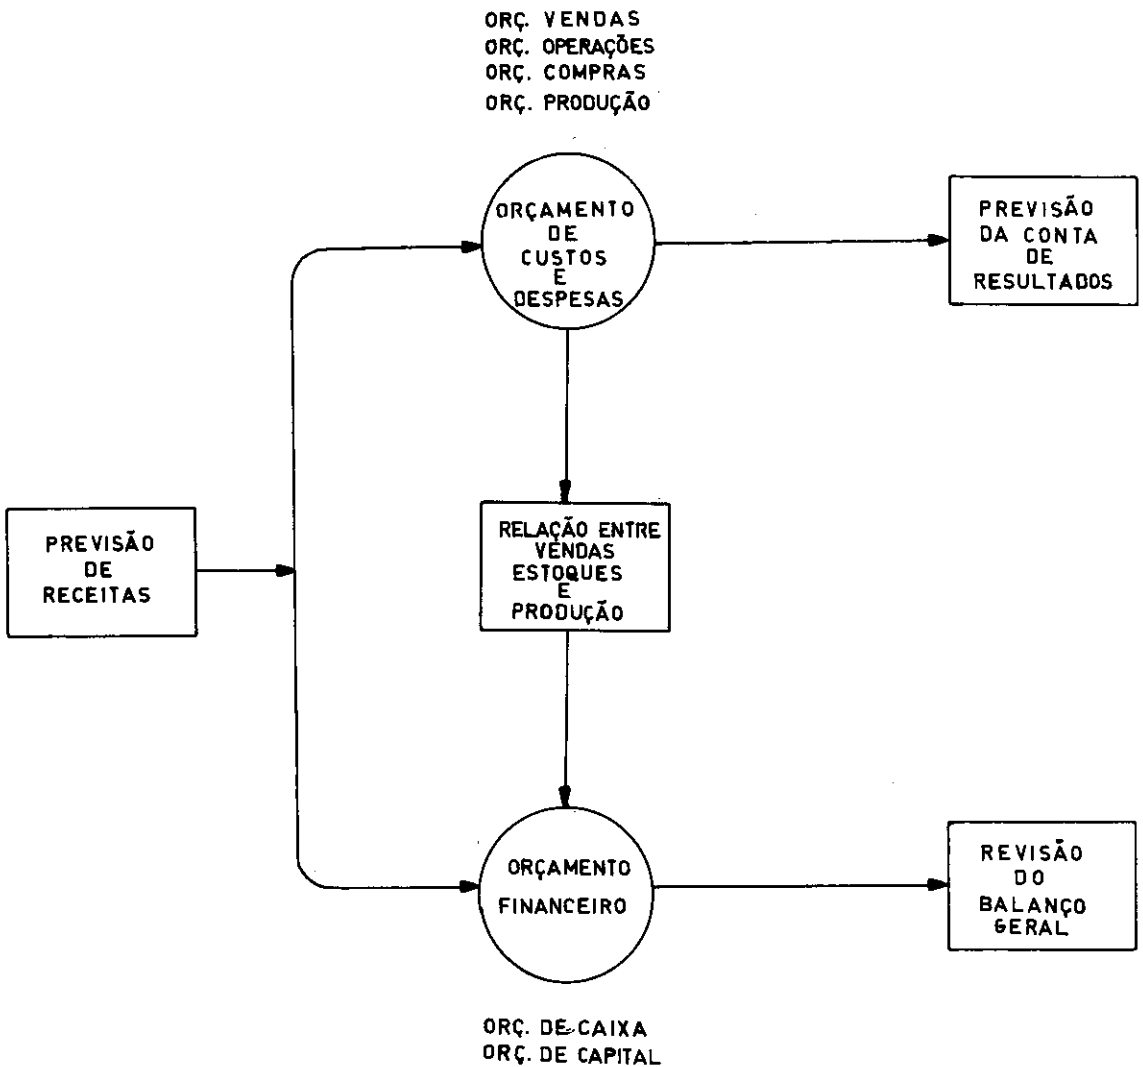 ORÇ. VENDAS
ORÇ. OPERAÇÕES
ORÇ. COMPRAS
ORÇ. PRODUÇÃO
ORÇAMENTO
DE
CUSTOS
E
DESPESAS
PREVISÃO
DA CONTA
DE
RESULTADOS
PREVISÃO
DE
RECEITAS
RELAÇÃO ENTRE
VENDAS
ESTOQUES
E
PRODUÇÃO
ORÇAMENTO
FINANCEIRO
REVISÃO
DO
BALANÇO
GERAL
ORÇ. DE CAIXA
ORÇ. DE CAPITAL